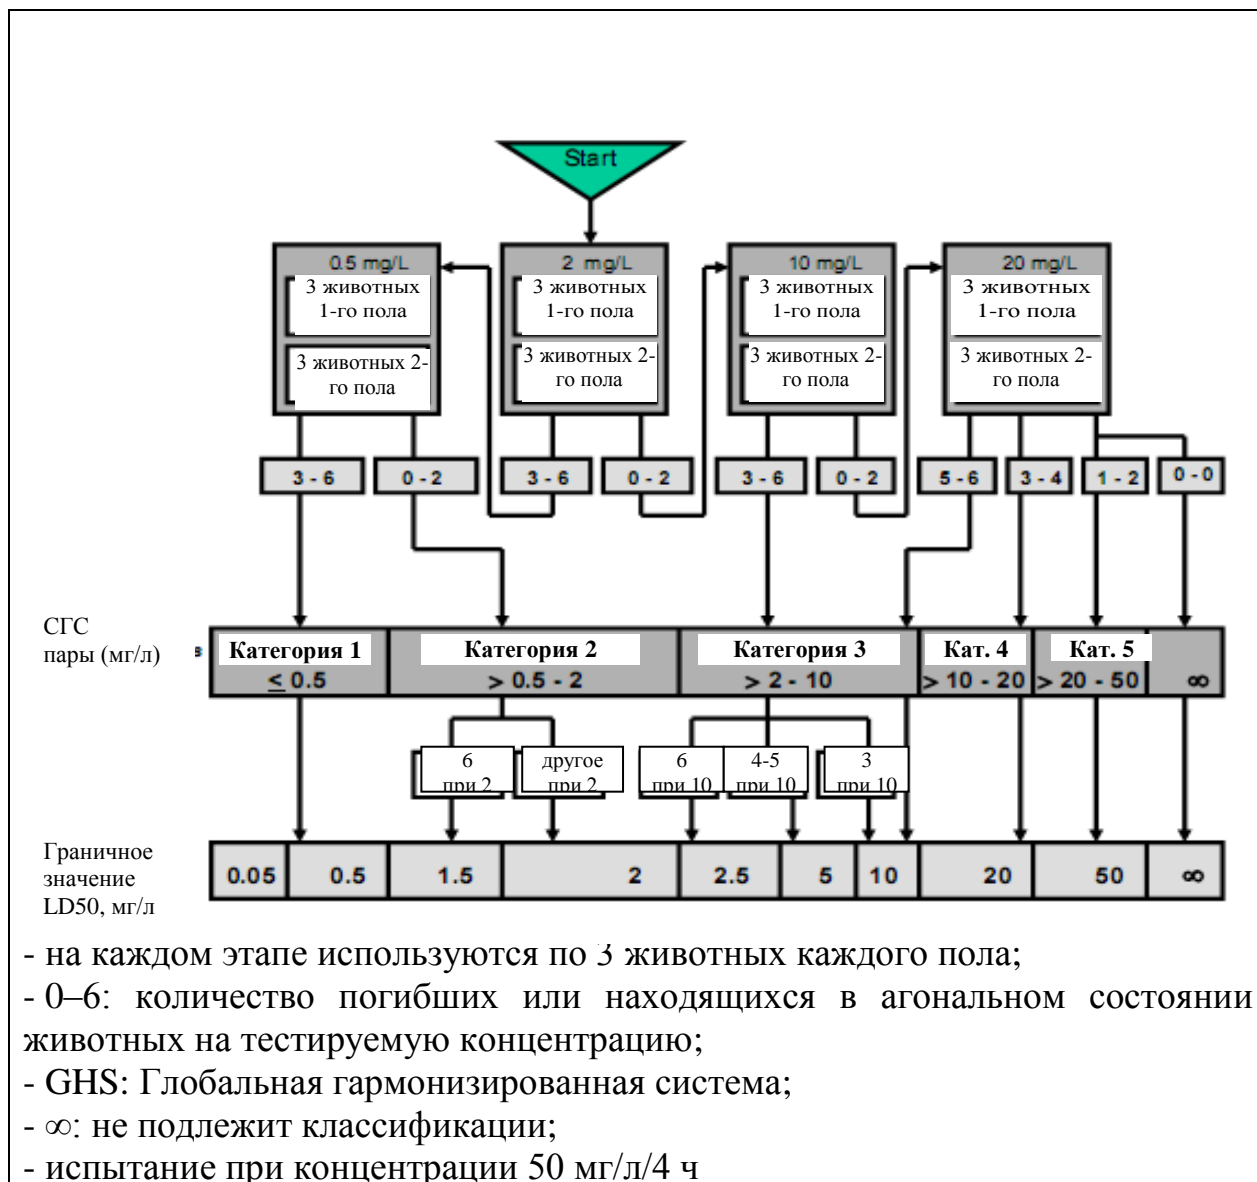 Start
0.5 mg/L
3 животных
1-го пола
3 животных 2-
го пола
2 mg/L
3 животных
1-го пола
3 животных 2-
го пола
10 mg/L
3 животных
1-го пола
3 животных 2-
го пола
20 mg/L
3 животных
1-го пола
3 животных 2-
го пола
3 - 6
0 - 2
3 - 6
0 - 2
3 - 6
0 - 2
5 - 6
3 - 4
1 - 2
0 - 0
СГС
пары (мг/л)
Категория 1
≤ 0.5
Категория 2
> 0.5 - 2
Категория 3
> 2 - 10
Кат. 4
> 10 - 20
Кат. 5
> 20 - 50
∞
6
при 2
другое
при 2
6
при 10
4-5
при 10
3
при 10
Граничное
значение
LD50, мг/л
0.05
0.5
1.5
2
2.5
5
10
20
50
∞
- на каждом этапе используются по 3 животных каждого пола;
- 0–6: количество погибших или находящихся в агональном состоянии
животных на тестируемую концентрацию;
- GHS: Глобальная гармонизированная система;
- ∞: не подлежит классификации;
- испытание при концентрации 50 мг/л/4 ч